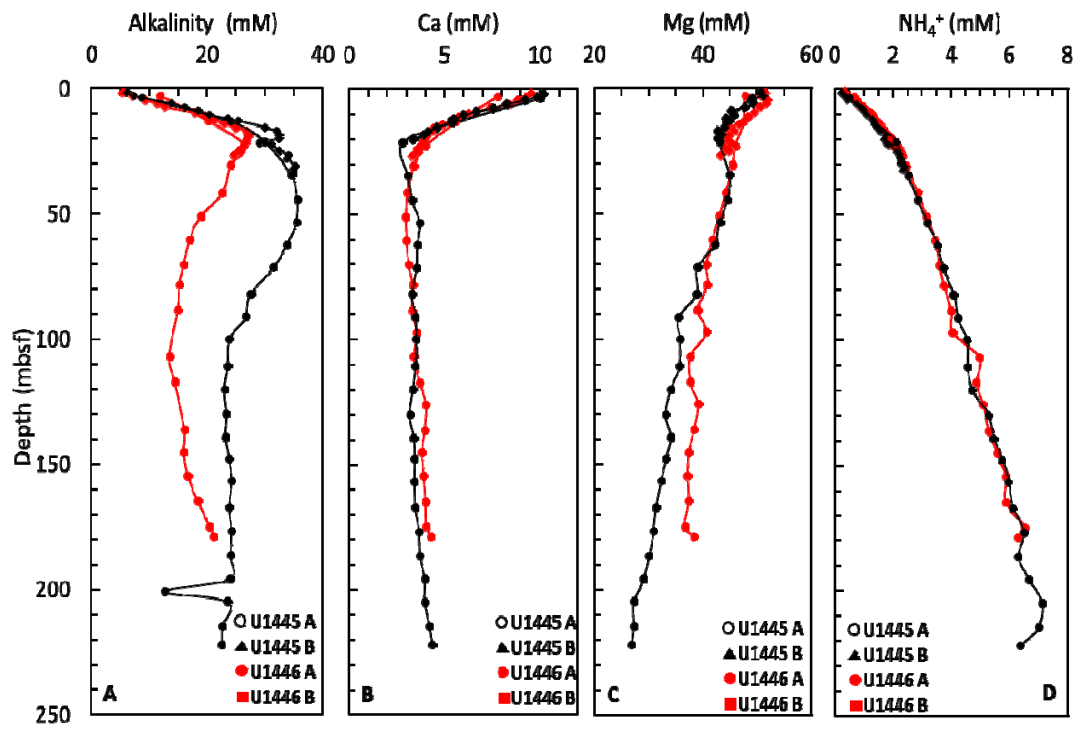 Alkalinity (mM)
Ca (mM)
Mg (mM)
NH₄⁺ (mM)
0 20 40
0 5 10
20 40 60
0 2 4 6 8
0
50
100
150
200
250
Depth (mbsf)
U1445 A
U1445 B
U1446 A
U1446 B
A
U1445 A
U1445 B
U1446 A
U1446 B
B
U1445 A
U1445 B
U1446 A
U1446 B
C
U1445 A
U1445 B
U1446 A
U1446 B
D